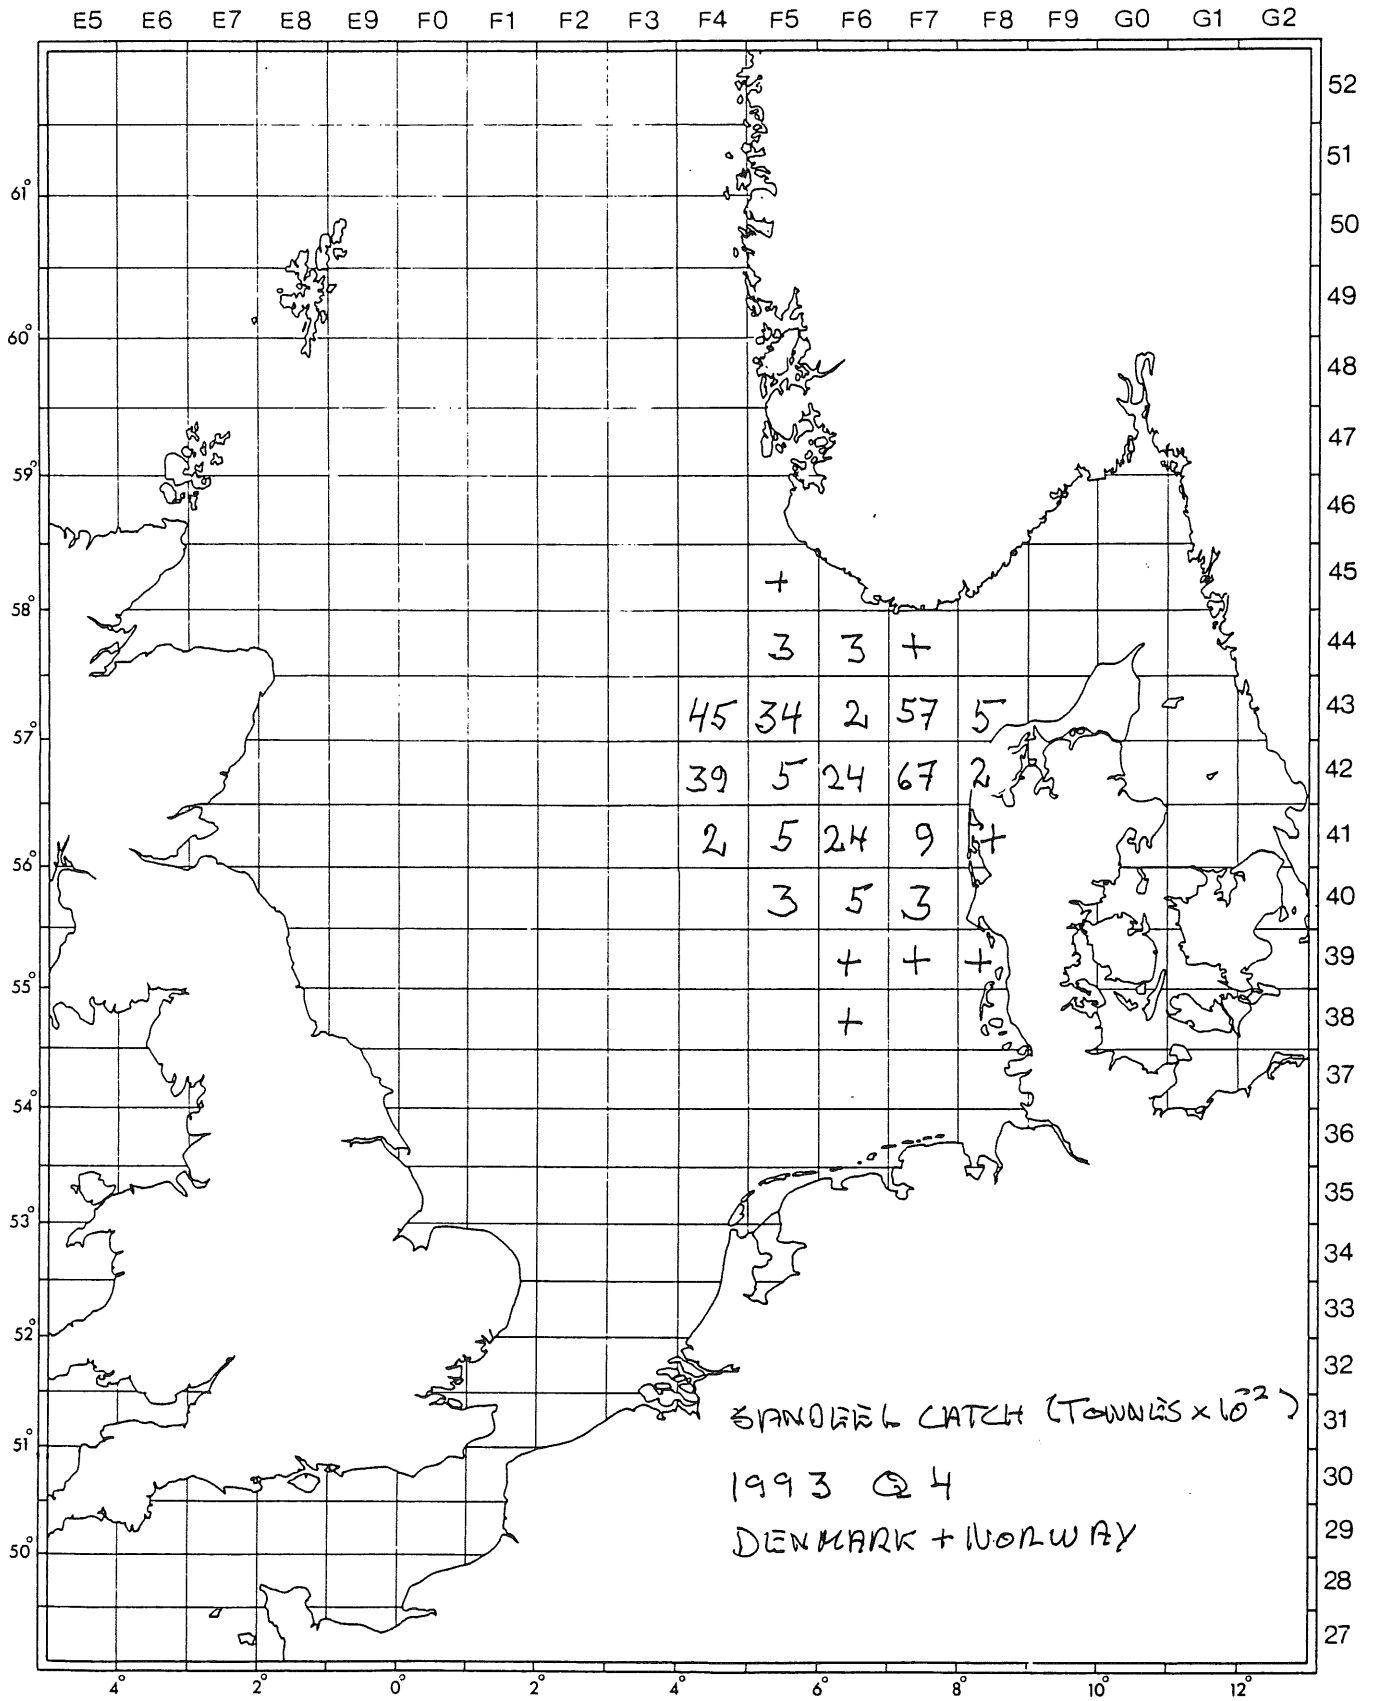 E5 E6 E7 E8 E9 F0 F1 F2 F3 F4 F5 F6 F7 F8 F9 G0 G1 G2
52
51
61°
50
49
60°
48
47
59°
46
+ 45
58°
3 3 + 44
45 34 2 57 5 43
57°
39 5 24 67 2 42
2 5 24 9 + 41
56°
3 5 3 40
+ + + 39
55°
+ 38
37
54°
36
35
53°
34
33
52°
32
SANDEEL CATCH (TONNES × 10⁻²) 31
51°
1993 Q4 30
DENMARK + NORWAY 29
50°
28
27
4° 2° 0° 2° 4° 6° 8° 10° 12°